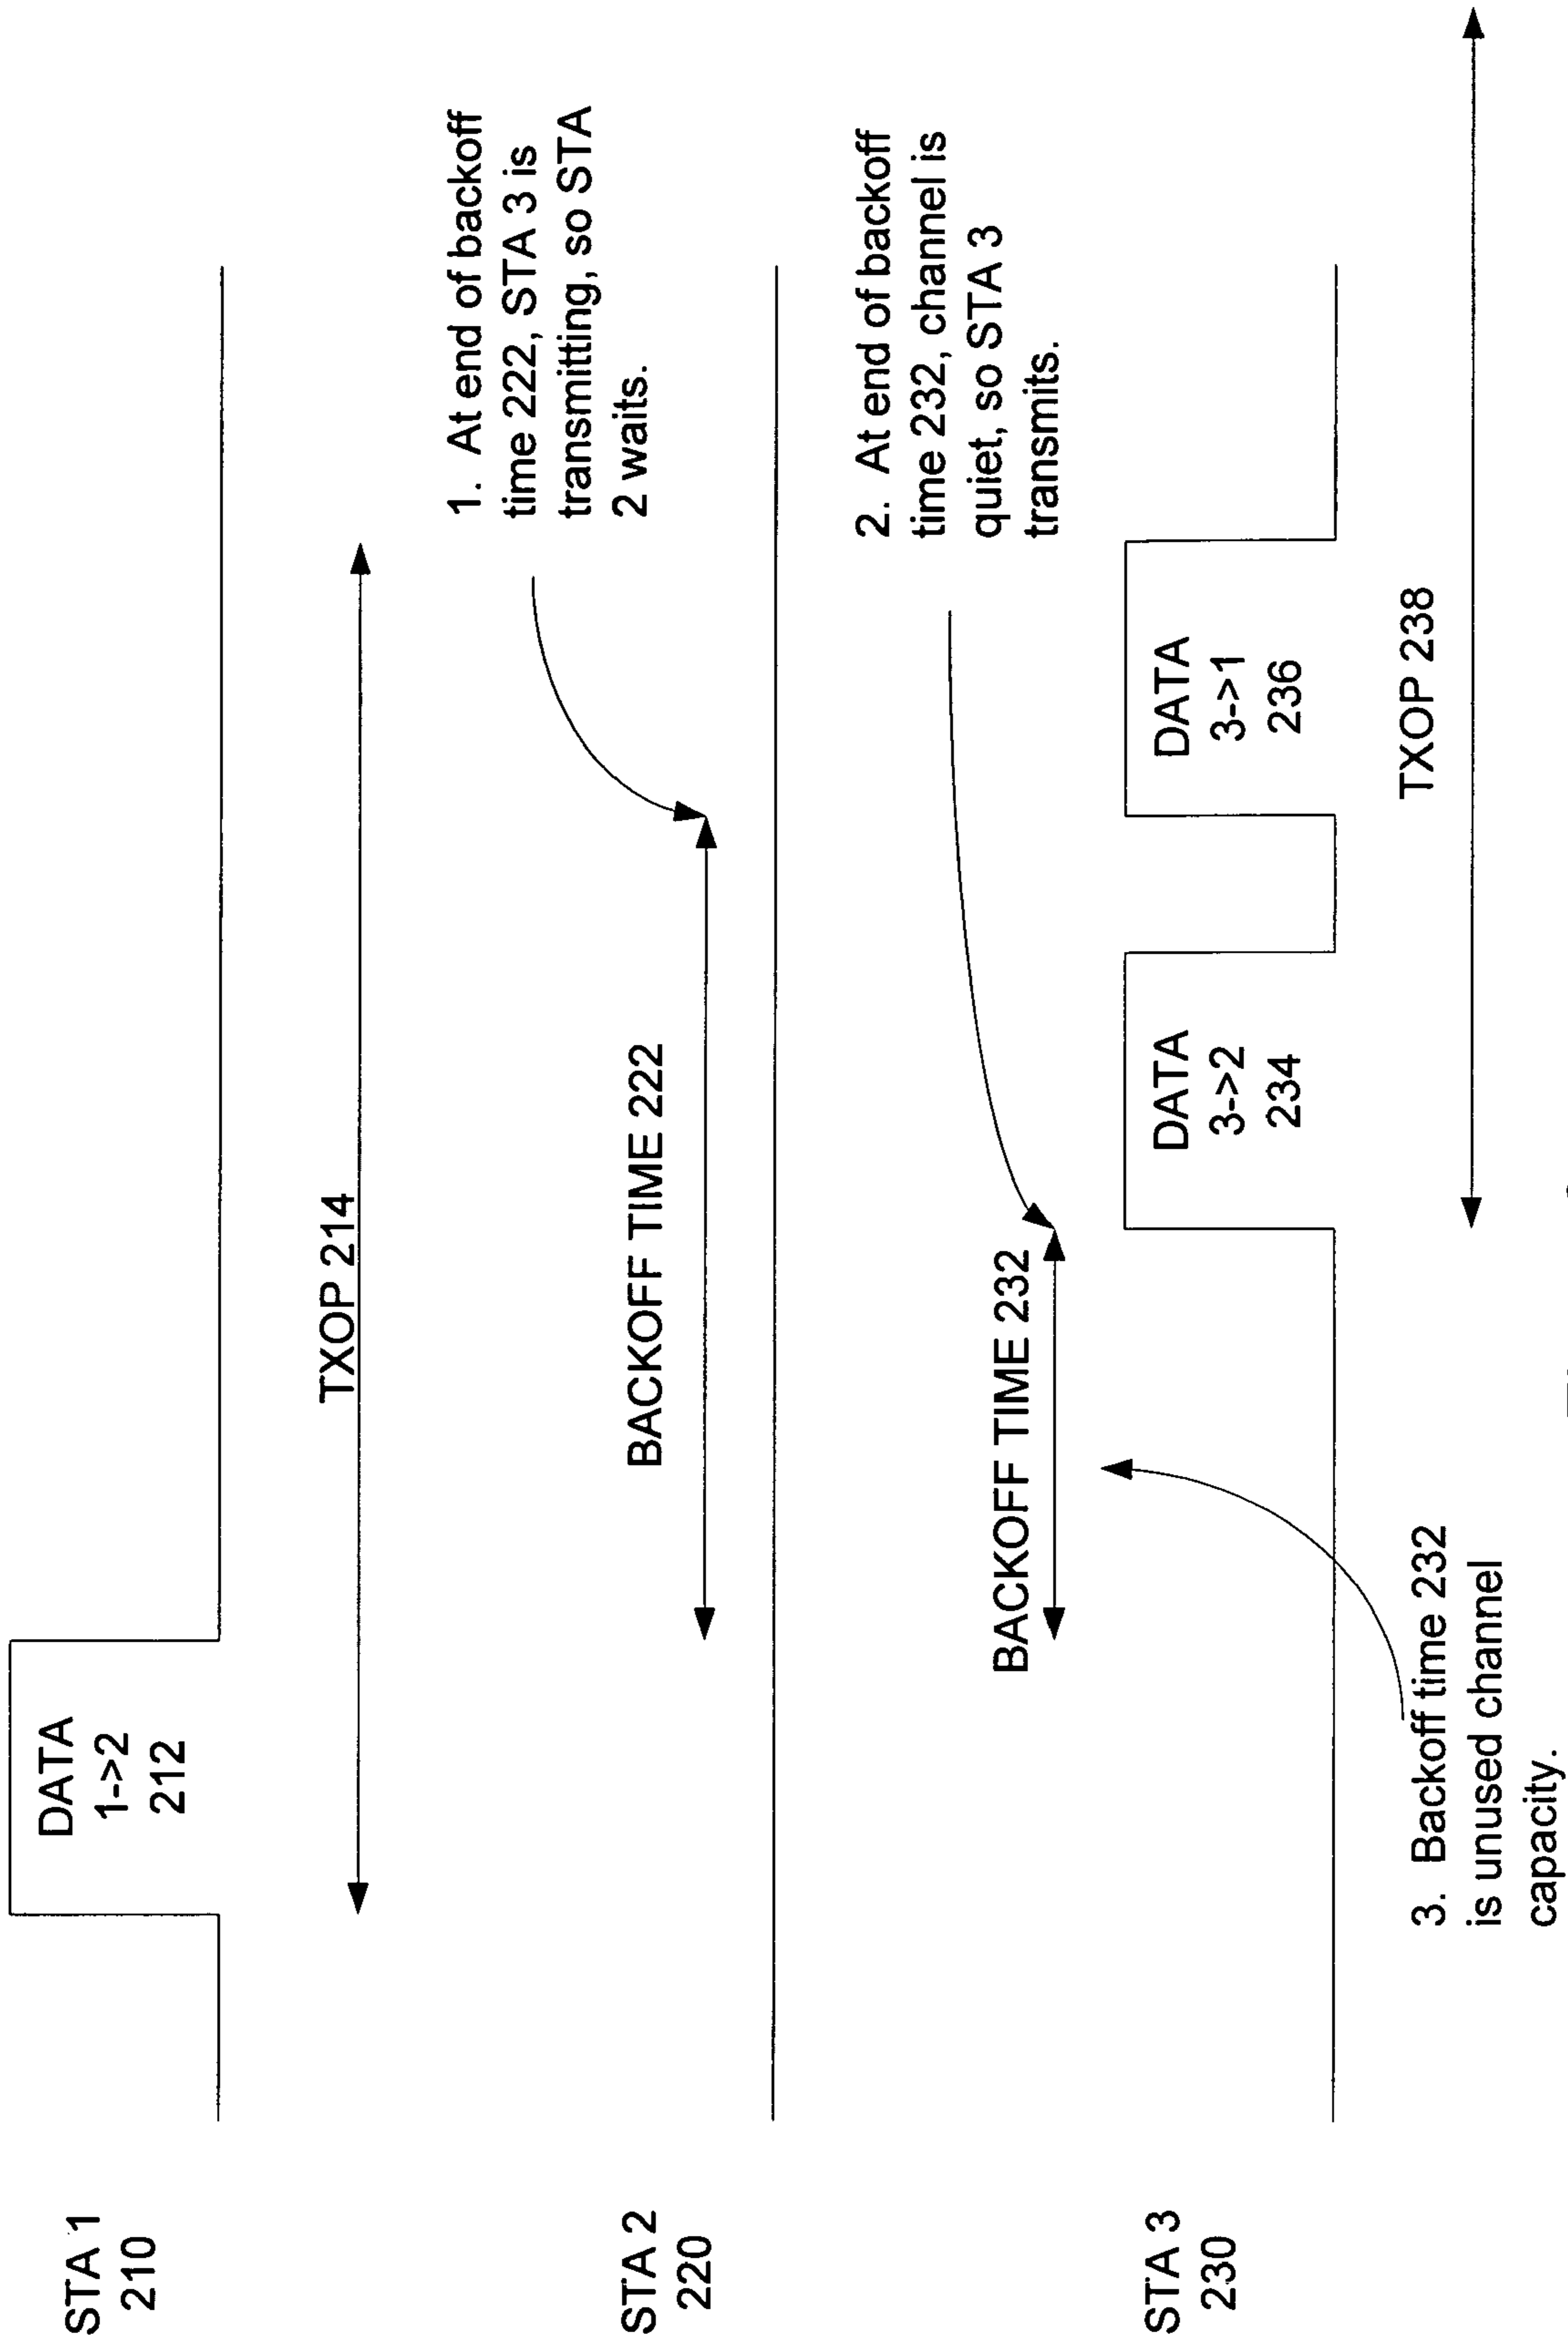 STA 1
210
DATA
1->2
212
TXOP 214
1. At end of backoff
time 222, STA 3 is
transmitting, so STA
2 waits.
STA 2
220
BACKOFF TIME 222
2. At end of backoff
time 232, channel is
quiet, so STA 3
transmits.
STA 3
230
BACKOFF TIME 232
DATA
3->2
234
DATA
3->1
236
TXOP 238
3. Backoff time 232
is unused channel
capacity.